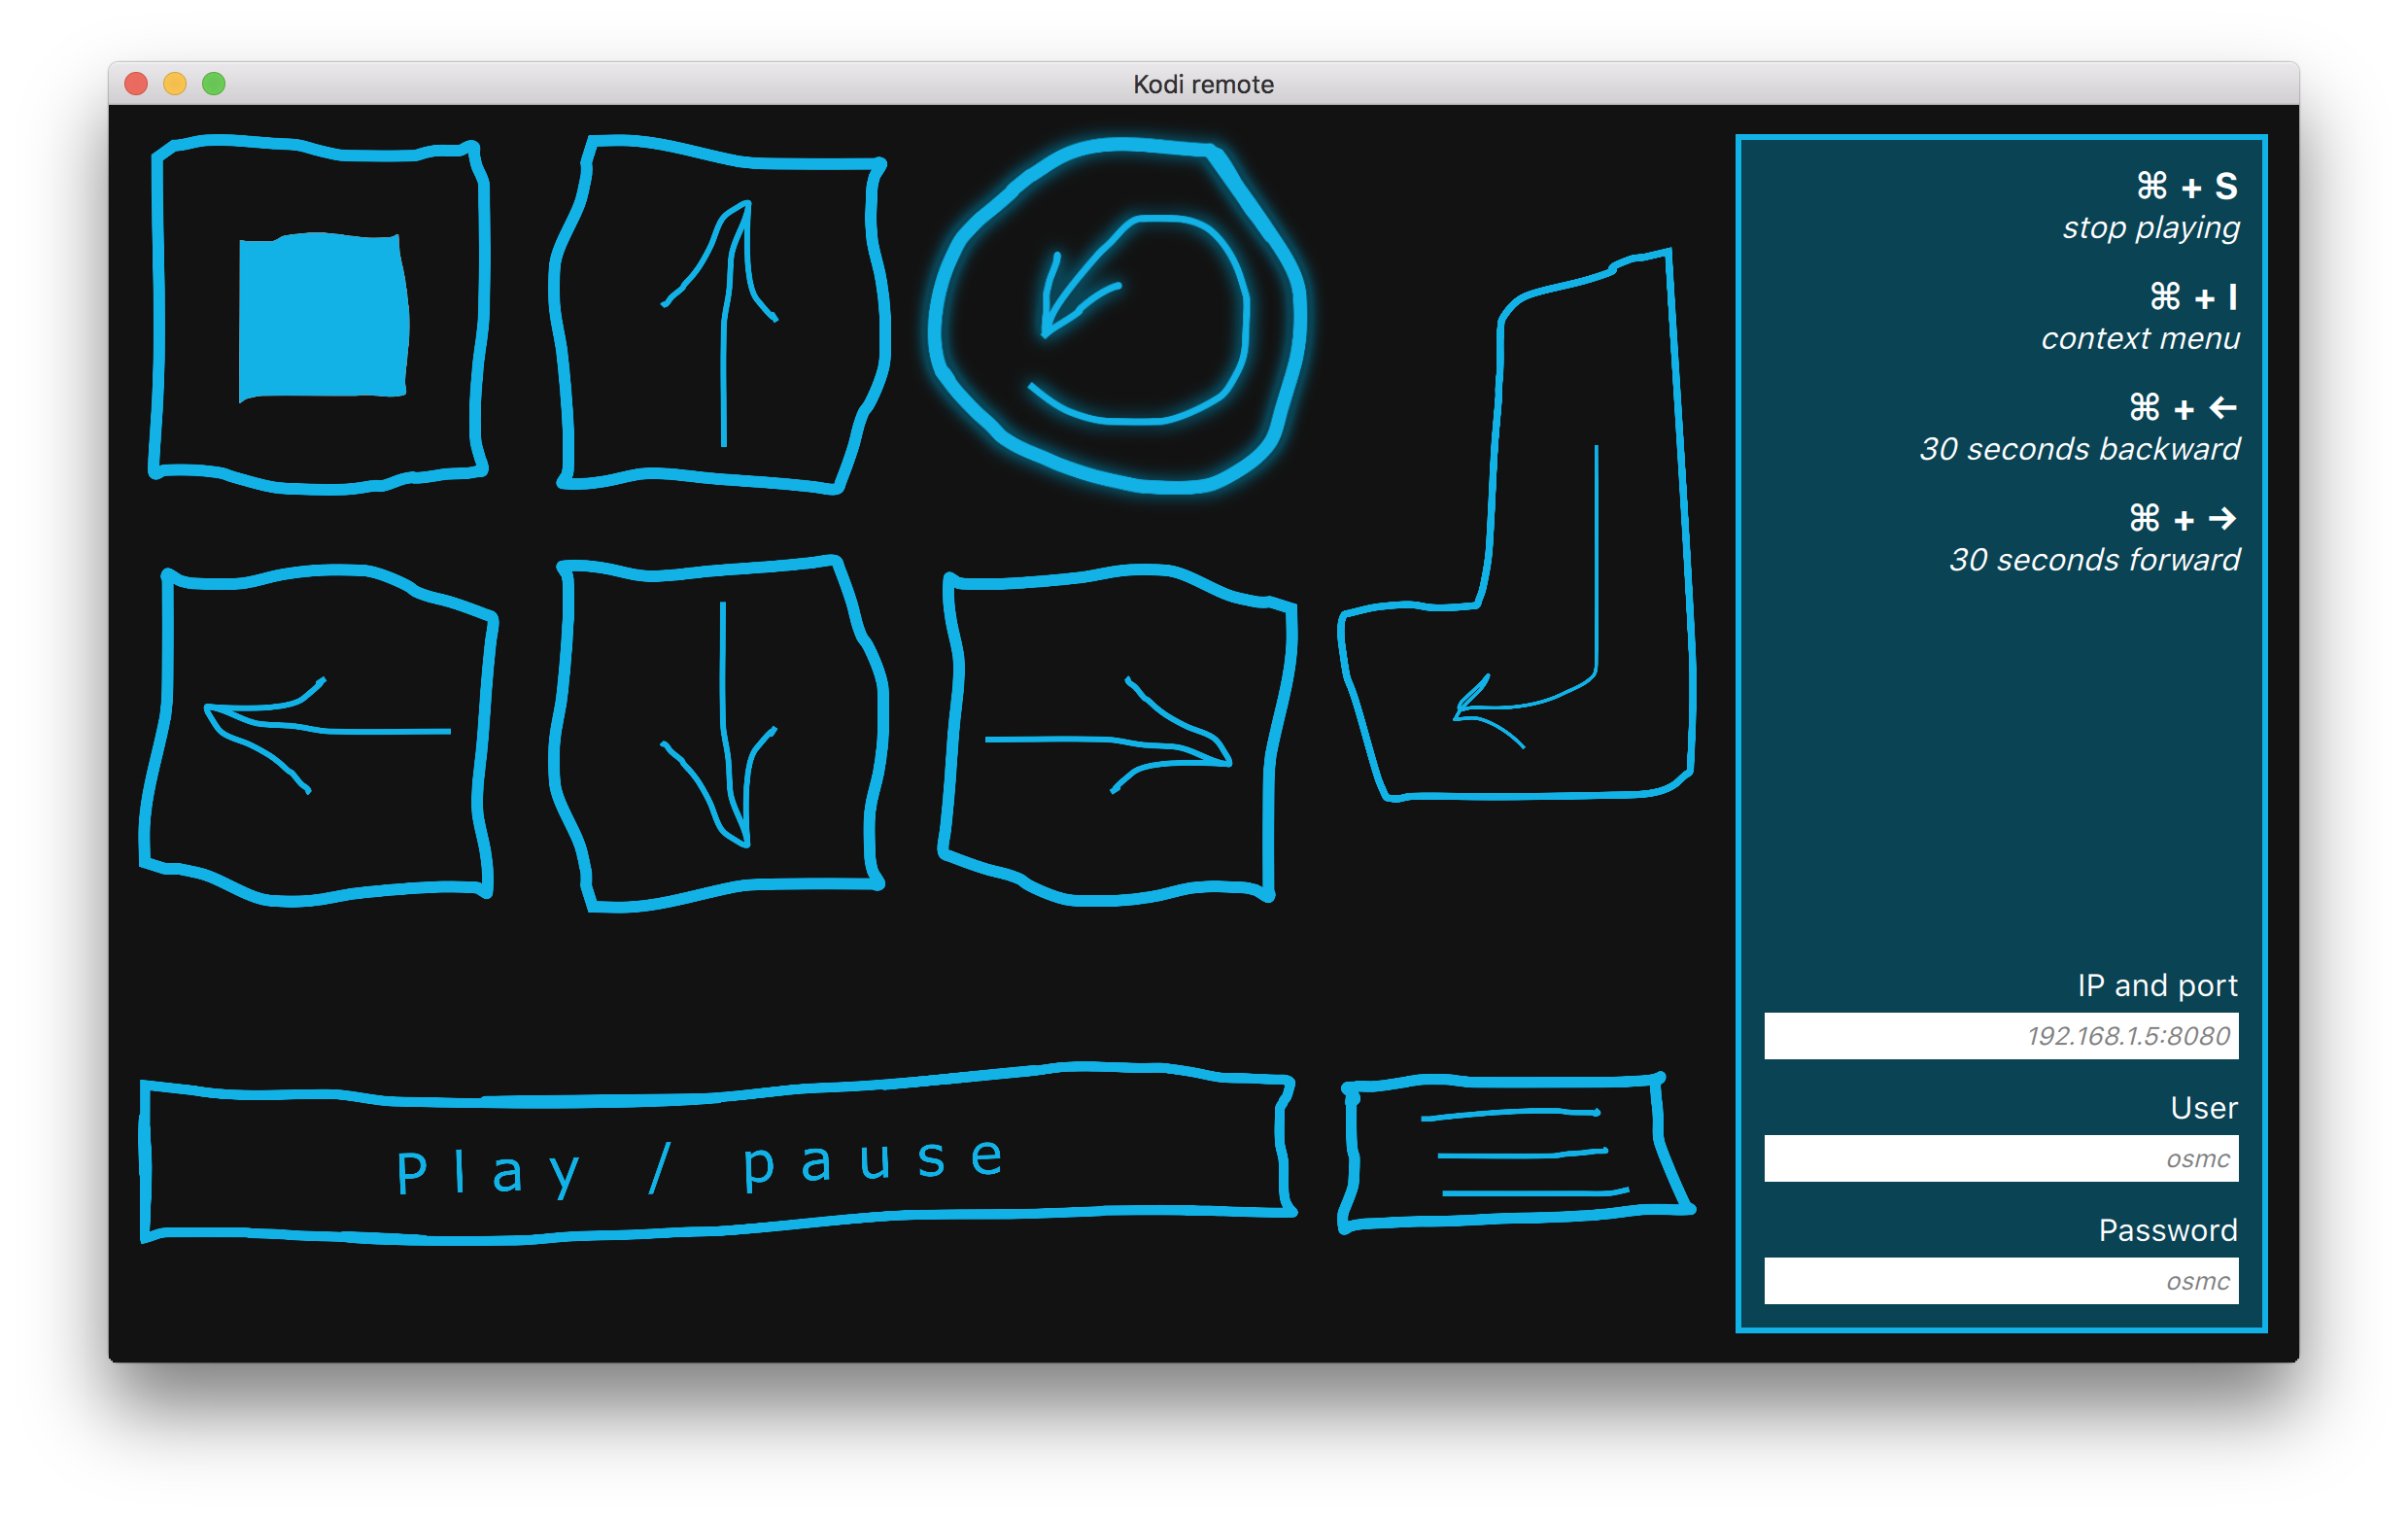 Kodi remote
⌘ + S
stop playing
⌘ + I
context menu
⌘ + ←
30 seconds backward
⌘ + →
30 seconds forward
IP and port
192.168.1.5:8080
User
osmc
Password
osmc
Play / pause